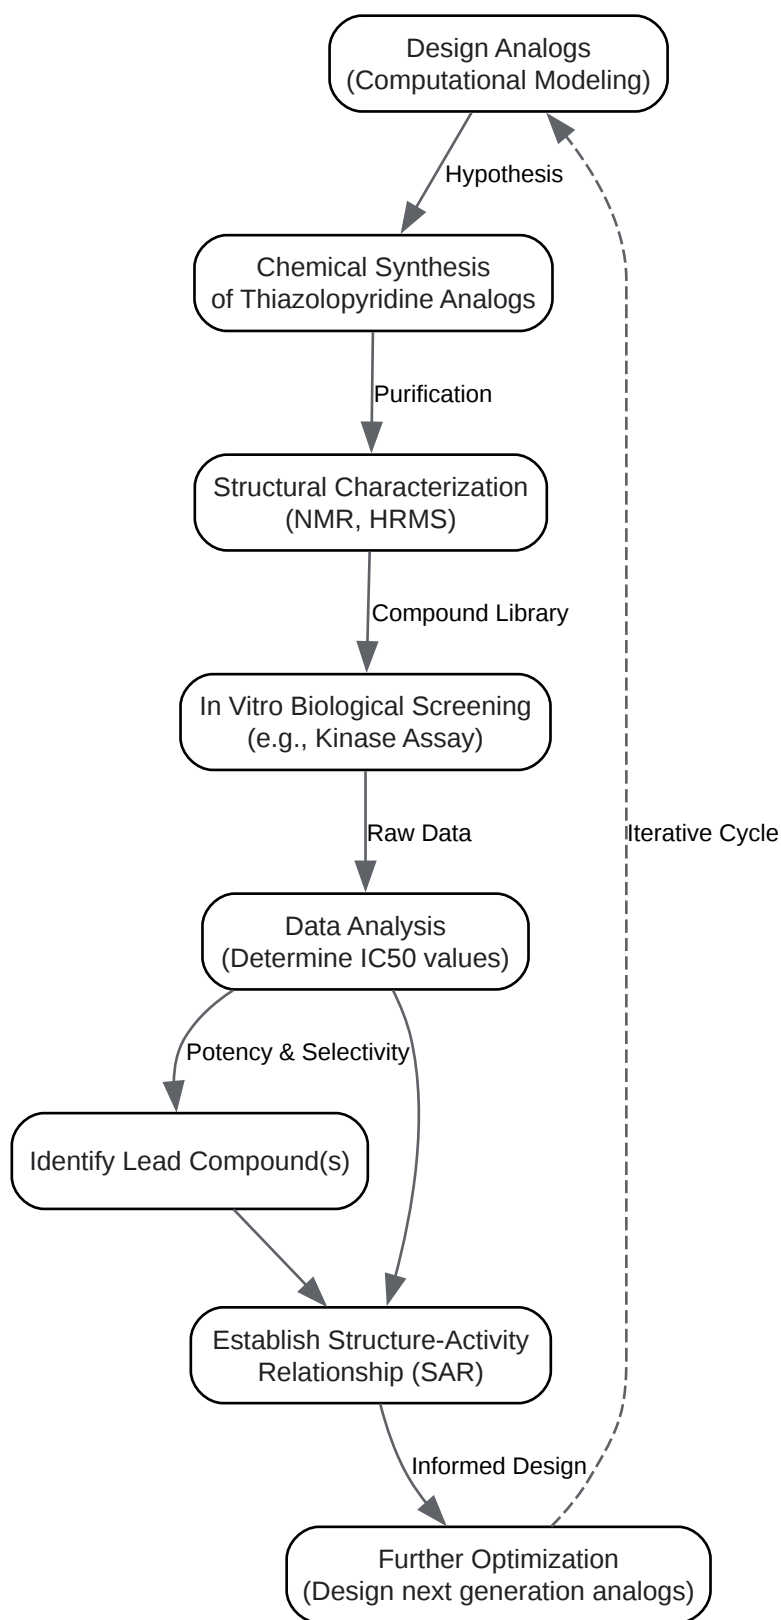 Design Analogs
(Computational Modeling)
Hypothesis
Chemical Synthesis
of Thiazolopyridine Analogs
Purification
Structural Characterization
(NMR, HRMS)
Compound Library
In Vitro Biological Screening
(e.g., Kinase Assay)
Raw Data
Iterative Cycle
Data Analysis
(Determine IC50 values)
Potency & Selectivity
Identify Lead Compound(s)
Establish Structure-Activity
Relationship (SAR)
Informed Design
Further Optimization
(Design next generation analogs)